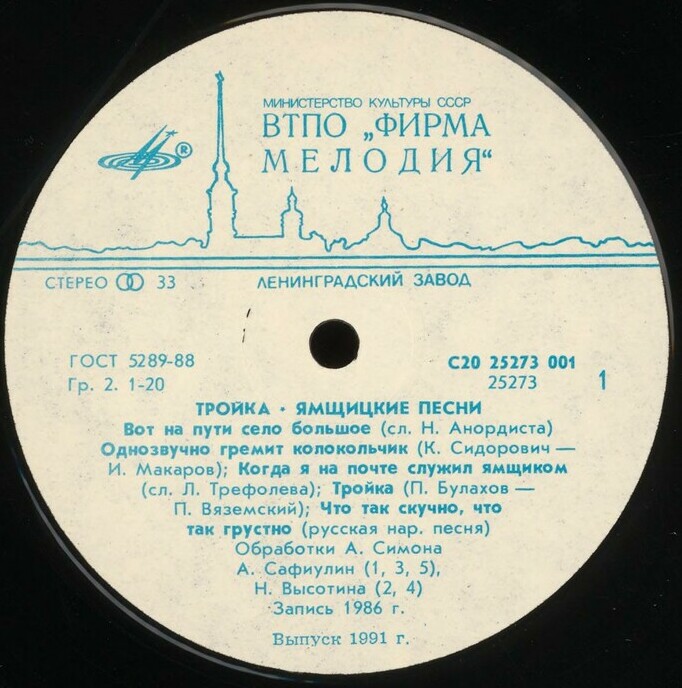 МИНИСТЕРСТВО КУЛЬТУРЫ СССР
ВТПО „ФИРМА
МЕЛОДИЯ“
®
СТЕРЕО 33
ЛЕНИНГРАДСКИЙ ЗАВОД
ГОСТ 5289-88
Гр. 2. 1-20
С20 25273 001
25273
1
ТРОЙКА · ЯМЩИЦКИЕ ПЕСНИ
Вот на пути село большое (сл. Н. Анордиста)
Однозвучно гремит колокольчик (К. Сидорович —
И. Макаров); Когда я на почте служил ямщиком
(сл. Л. Трефолева); Тройка (П. Булахов —
П. Вяземский); Что так скучно, что
так грустно (русская нар. песня)
Обработки А. Симона
А. Сафиулин (1, 3, 5),
Н. Высотина (2, 4)
Запись 1986 г.
Выпуск 1991 г.